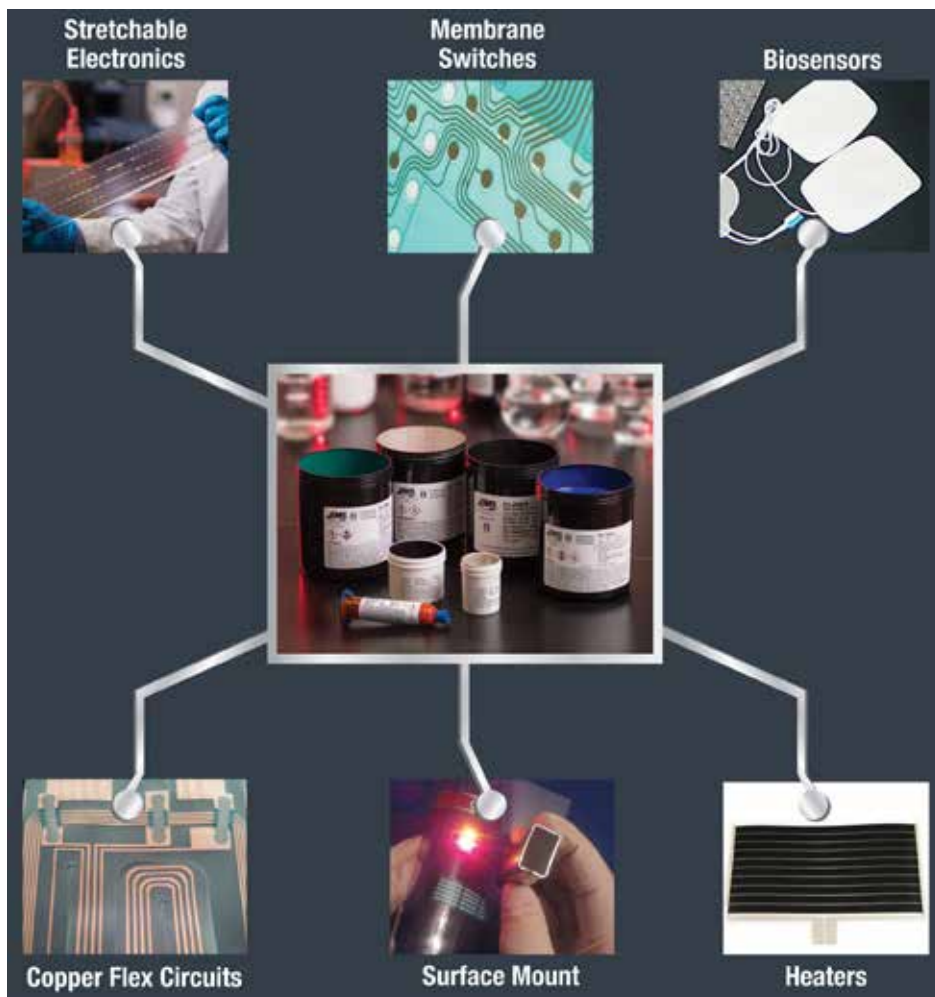 Stretchable
Electronics
Membrane
Switches
Biosensors
Copper Flex Circuits
Surface Mount
Heaters